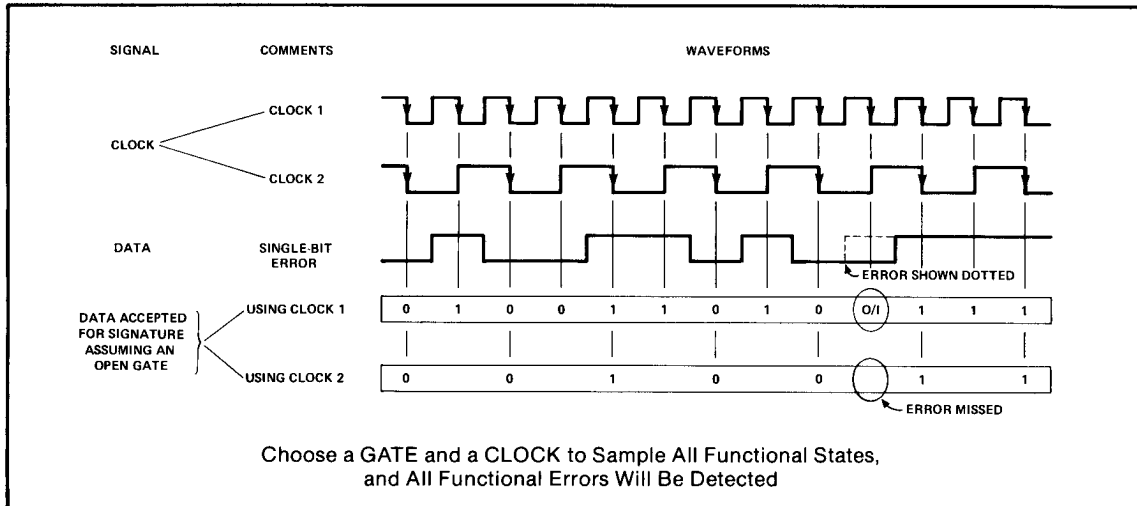 SIGNAL COMMENTS WAVEFORMS
CLOCK 1
CLOCK
CLOCK 2
DATA SINGLE-BIT
ERROR
ERROR SHOWN DOTTED
DATA ACCEPTED
FOR SIGNATURE
ASSUMING AN
OPEN GATE
USING CLOCK 1 0 1 0 0 1 1 0 1 0 0/1 1 1 1
USING CLOCK 2 0 0 1 0 0 1 1
ERROR MISSED
Choose a GATE and a CLOCK to Sample All Functional States,
and All Functional Errors Will Be Detected